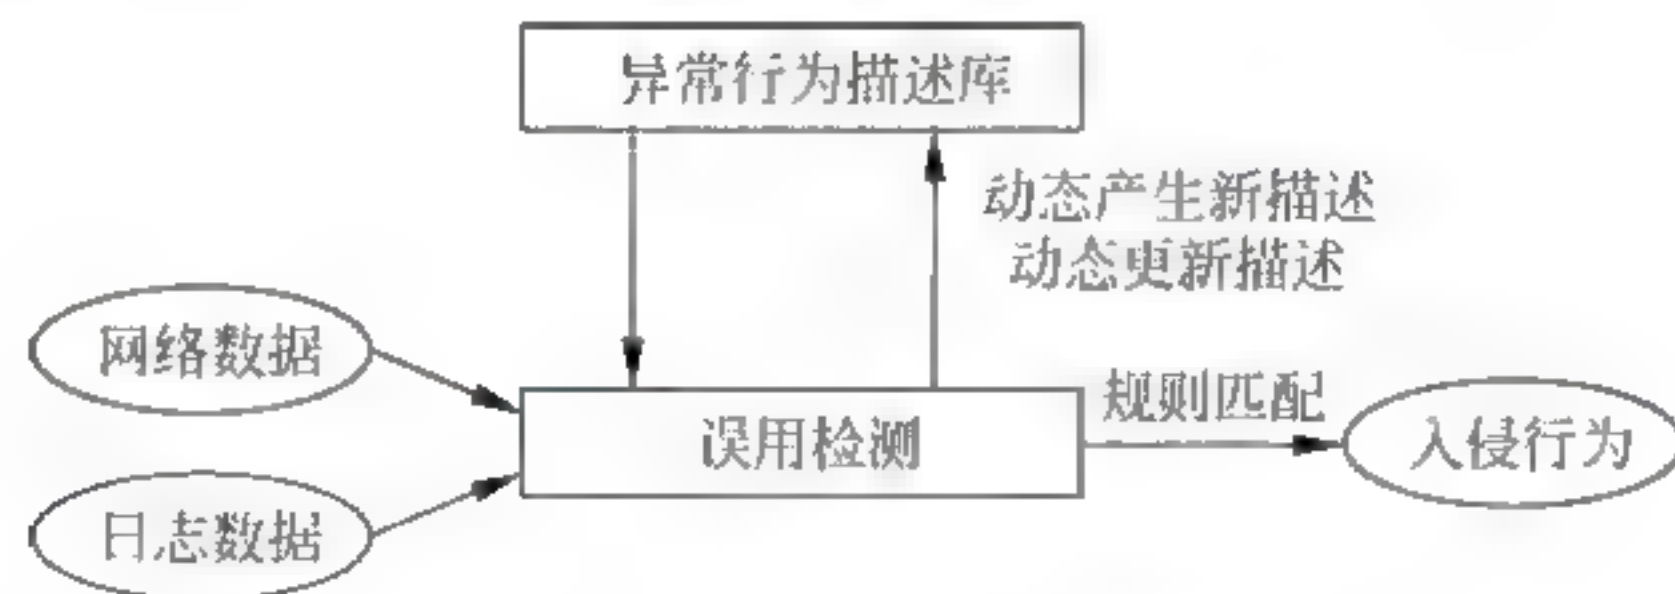 异常行为描述库
动态产生新描述
动态更新描述
网络数据
规则匹配
误用检测
入侵行为
日志数据